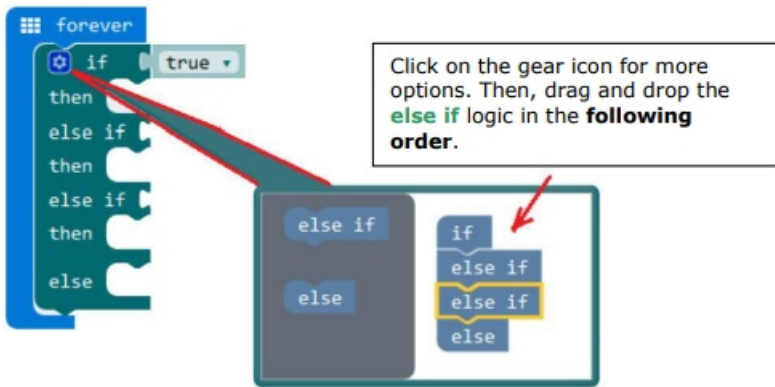 forever
if true
then
else if
then
else if
then
else
Click on the gear icon for more
options. Then, drag and drop the
else if logic in the following
order.
else if
else
if
else if
else if
else